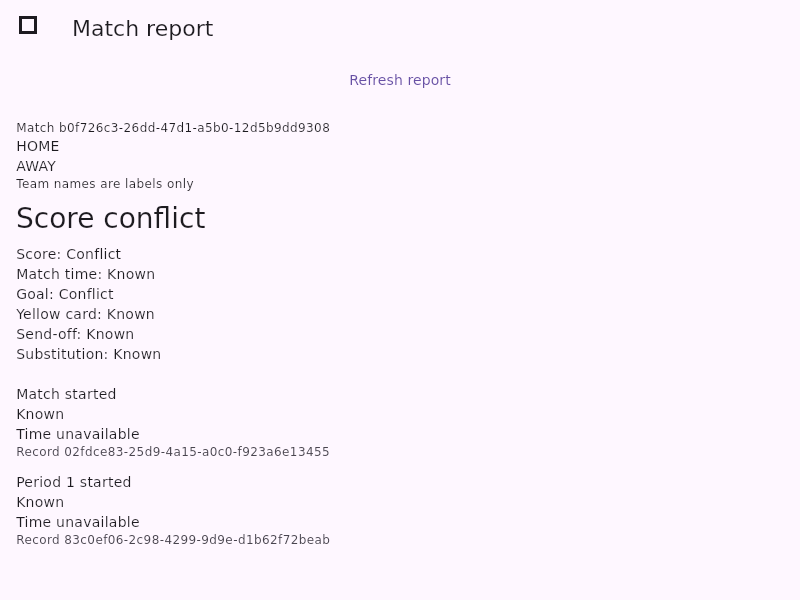 Match report
Refresh report
Match b0f726c3-26dd-47d1-a5b0-12d5b9dd9308
HOME
AWAY
Team names are labels only
Score conflict
Score: Conflict
Match time: Known
Goal: Conflict
Yellow card: Known
Send-off: Known
Substitution: Known
Match started
Known
Time unavailable
Record 02fdce83-25d9-4a15-a0c0-f923a6e13455
Period 1 started
Known
Time unavailable
Record 83c0ef06-2c98-4299-9d9e-d1b62f72beab